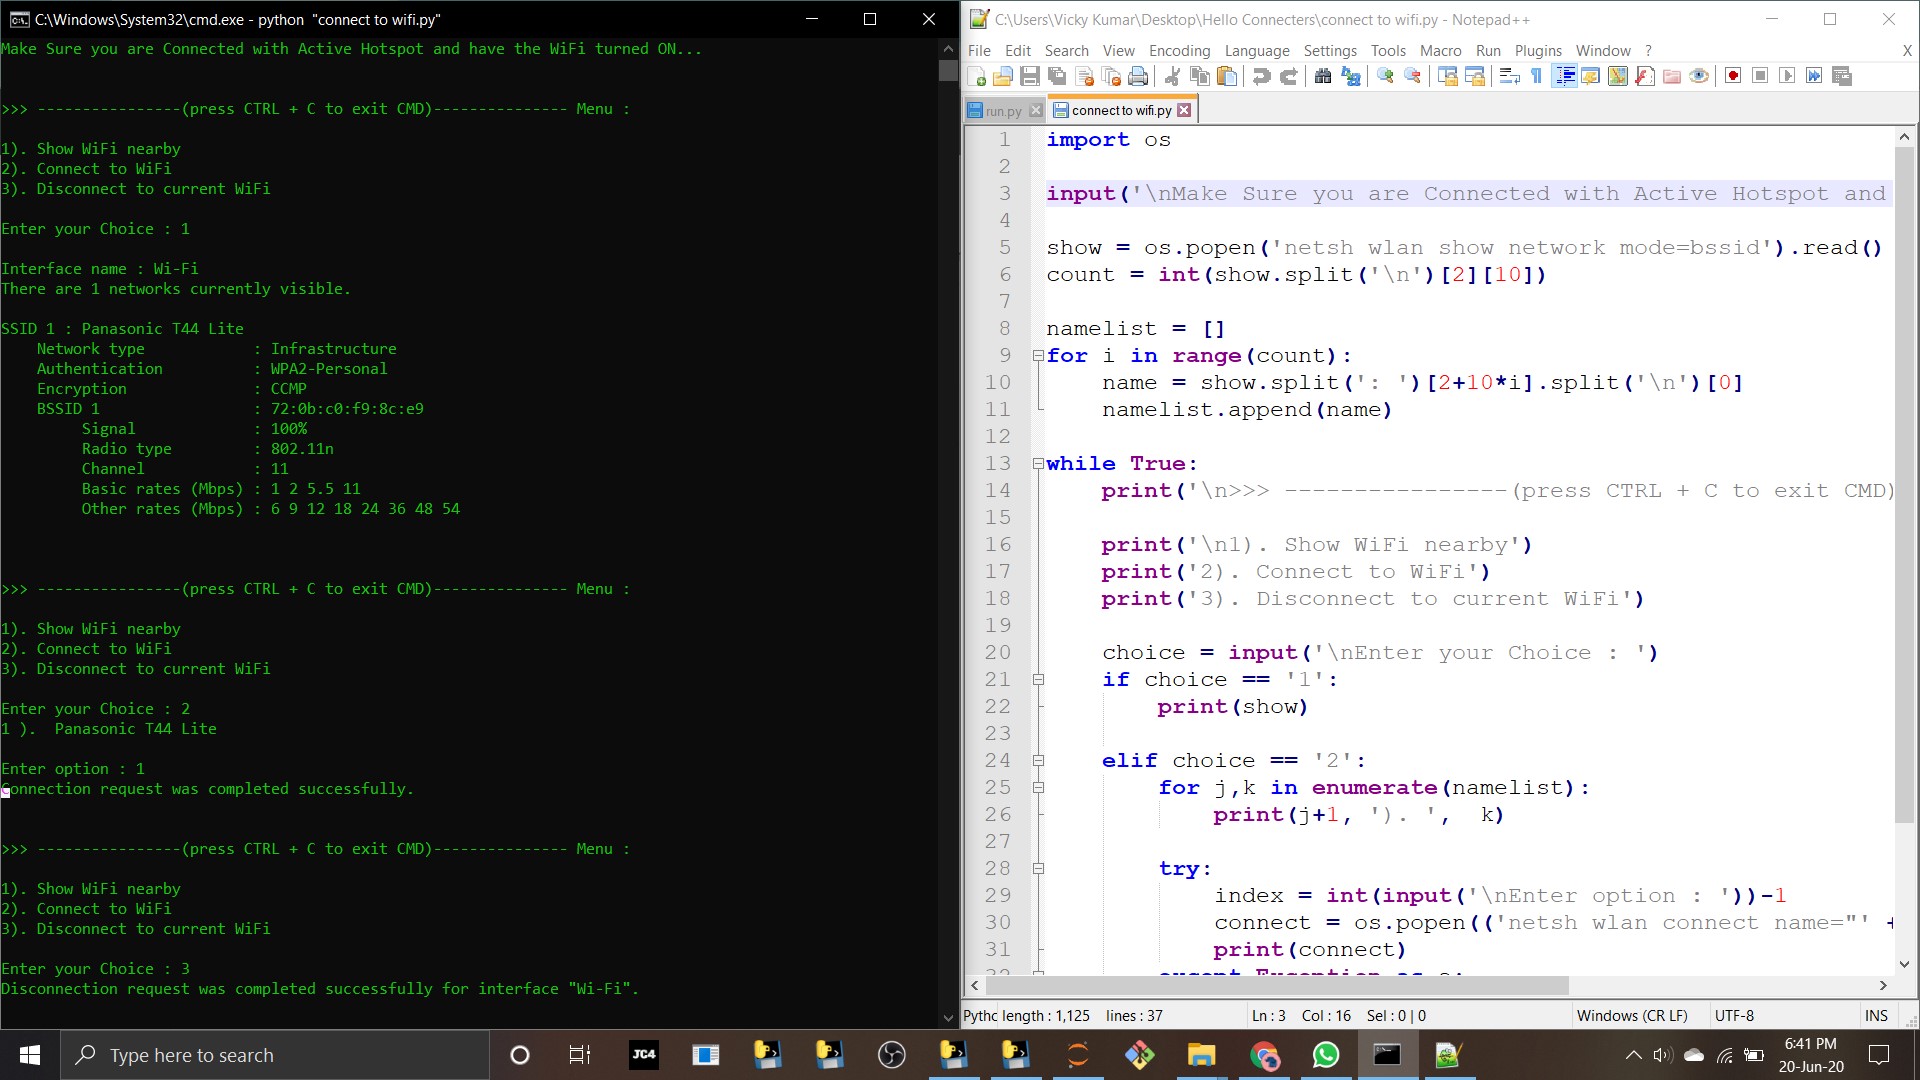 C:\Windows\System32\cmd.exe - python  "connect to wifi.py"
Make Sure you are Connected with Active Hotspot and have the WiFi turned ON...
>>> ----------------(press CTRL + C to exit CMD)--------------- Menu :
1). Show WiFi nearby
2). Connect to WiFi
3). Disconnect to current WiFi
Enter your Choice : 1
Interface name : Wi-Fi
There are 1 networks currently visible.
SSID 1 : Panasonic T44 Lite
    Network type            : Infrastructure
    Authentication          : WPA2-Personal
    Encryption              : CCMP
    BSSID 1                 : 72:0b:c0:f9:8c:e9
         Signal             : 100%
         Radio type         : 802.11n
         Channel            : 11
         Basic rates (Mbps) : 1 2 5.5 11
         Other rates (Mbps) : 6 9 12 18 24 36 48 54
>>> ----------------(press CTRL + C to exit CMD)--------------- Menu :
1). Show WiFi nearby
2). Connect to WiFi
3). Disconnect to current WiFi
Enter your Choice : 2
1 ).  Panasonic T44 Lite
Enter option : 1
Connection request was completed successfully.
>>> ----------------(press CTRL + C to exit CMD)--------------- Menu :
1). Show WiFi nearby
2). Connect to WiFi
3). Disconnect to current WiFi
Enter your Choice : 3
Disconnection request was completed successfully for interface "Wi-Fi".
C:\Users\Vicky Kumar\Desktop\Hello Connecters\connect to wifi.py - Notepad++
File Edit Search View Encoding Language Settings Tools Macro Run Plugins Window ? X
run.py connect to wifi.py
1 import os
2
3 input('\nMake Sure you are Connected with Active Hotspot and
4
5 show = os.popen('netsh wlan show network mode=bssid').read()
6 count = int(show.split('\n')[2][10])
7
8 namelist = []
9 for i in range(count):
10     name = show.split(': ')[2+10*i].split('\n')[0]
11     namelist.append(name)
12
13 while True:
14     print('\n>>> ----------------(press CTRL + C to exit CMD)
15
16     print('\n1). Show WiFi nearby')
17     print('2). Connect to WiFi')
18     print('3). Disconnect to current WiFi')
19
20     choice = input('\nEnter your Choice : ')
21     if choice == '1':
22         print(show)
23
24     elif choice == '2':
25         for j,k in enumerate(namelist):
26             print(j+1, '). ',  k)
27
28         try:
29             index = int(input('\nEnter option : '))-1
30             connect = os.popen(('netsh wlan connect name="' +
31             print(connect)
32         except Exception as e:
Pythc length : 1,125 lines : 37 Ln : 3 Col : 16 Sel : 0 | 0 Windows (CR LF) UTF-8 INS
Type here to search
JC4
6:41 PM
20-Jun-20